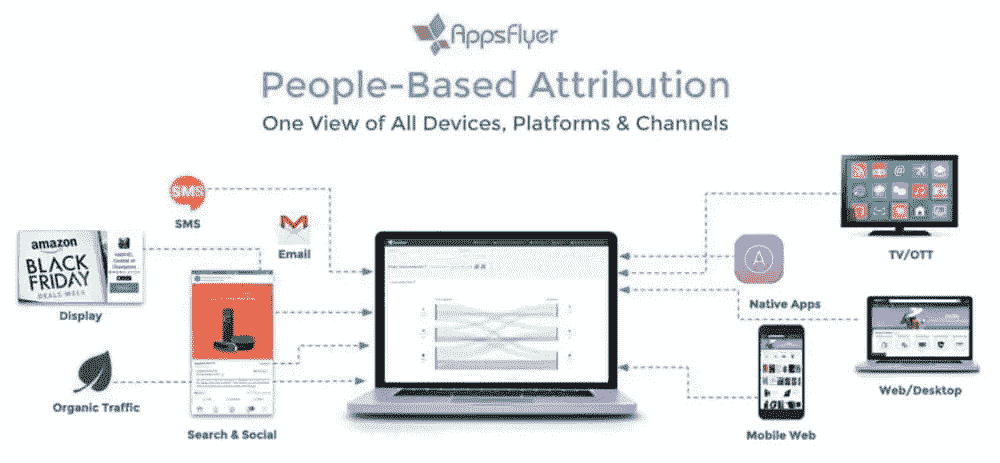 AppsFlyer
People-Based Attribution
One View of All Devices, Platforms & Channels
SMS
SMS
Email
amazon
BLACK
FRIDAY
DEALS WEEK
Display
Organic Traffic
Search & Social
TV/OTT
A
Native Apps
Web/Desktop
Mobile Web